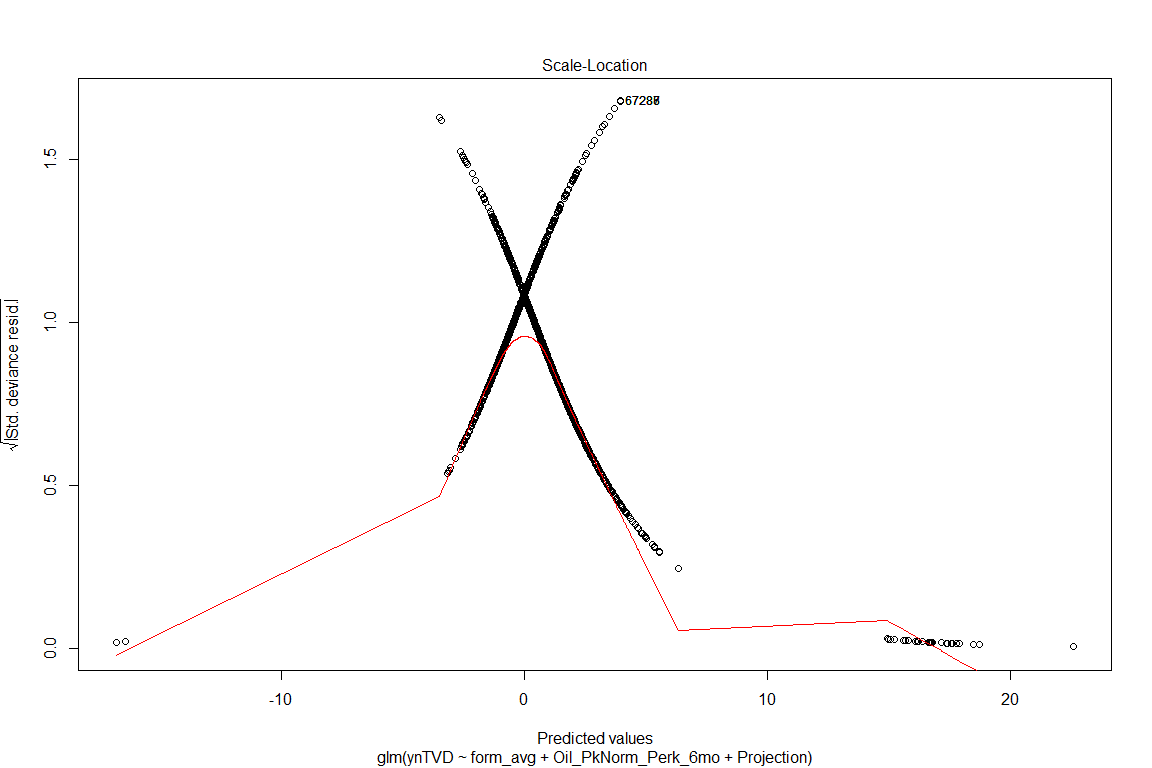 Scale-Location
√|Std. deviance resid.|
1.5
1.0
0.5
0.0
-10 0 10 20
Predicted values
glm(ynTVD ~ form_avg + Oil_PkNorm_Perk_6mo + Projection)